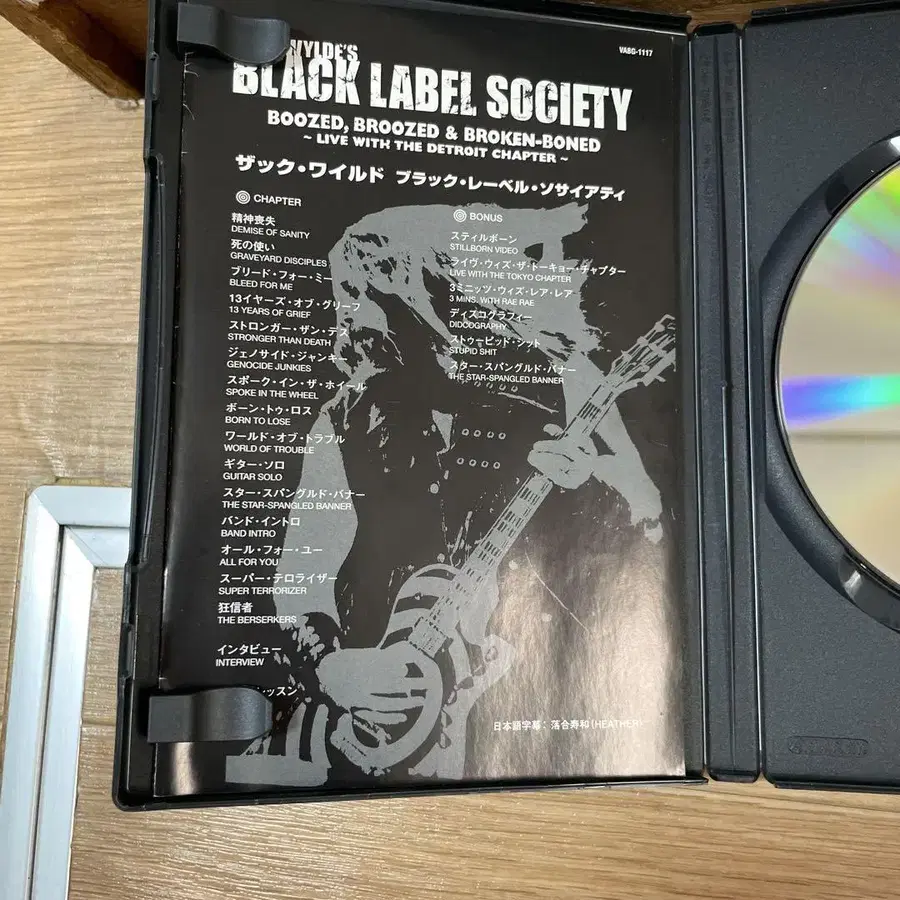 WYLDE'S
VABG-1117
BLACK LABEL SOCIETY
BOOZED, BROOZED & BROKEN-BONED
~ LIVE WITH THE DETROIT CHAPTER ~
ザック・ワイルド ブラック・レーベル・ソサイアティ
CHAPTER
精神喪失
DEMISE OF SANITY
死の使い
GRAVEYARD DISCIPLES
ブリード・フォー・ミー
BLEED FOR ME
13イヤーズ・オブ・グリーフ
13 YEARS OF GRIEF
ストロンガー・ザン・デス
STRONGER THAN DEATH
ジェノサイド・ジャンキー
GENOCIDE JUNKIES
スポーク・イン・ザ・ホイール
SPOKE IN THE WHEEL
ボーン・トゥ・ロス
BORN TO LOSE
ワールド・オブ・トラブル
WORLD OF TROUBLE
ギター・ソロ
GUITAR SOLO
スター・スパングルド・バナー
THE STAR-SPANGLED BANNER
バンド・イントロ
BAND INTRO
オール・フォー・ユー
ALL FOR YOU
スーパー・テロライザー
SUPER TERRORIZER
狂信者
THE BERSERKERS
インタビュー
INTERVIEW
レッスン
BONUS
スティルボーン
STILLBORN VIDEO
ライヴ・ウィズ・ザ・トーキョー・チャプター
LIVE WITH THE TOKYO CHAPTER
3ミニッツ・ウィズ・レア・レア
3 MINS. WITH RAE RAE
ディスコグラフィー
DIDCOGRAPHY
ストゥーピッド・シット
STUPID SHIT
スター・スパングルド・バナー
THE STAR-SPANGLED BANNER
日本語字幕：落合寿和(HEATHER)